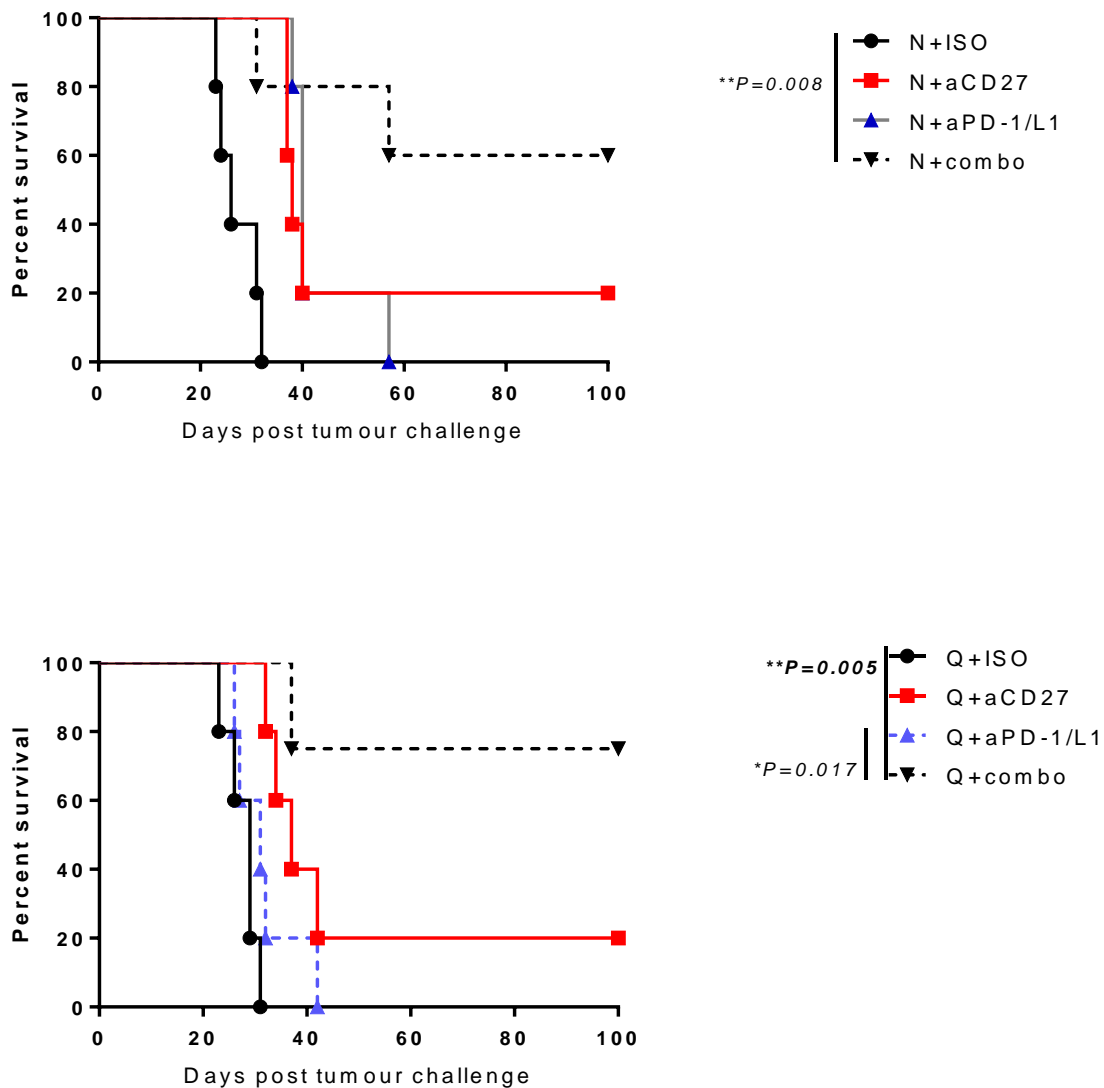 100
80
60
40
20
0
Percent survival
0 20 40 60 80 100
Days post tumour challenge
**P=0.008
N+ISO
N+aCD27
N+aPD-1/L1
N+combo
100
80
60
40
20
0
Percent survival
0 20 40 60 80 100
Days post tumour challenge
**P=0.005
*P=0.017
Q+ISO
Q+aCD27
Q+aPD-1/L1
Q+combo